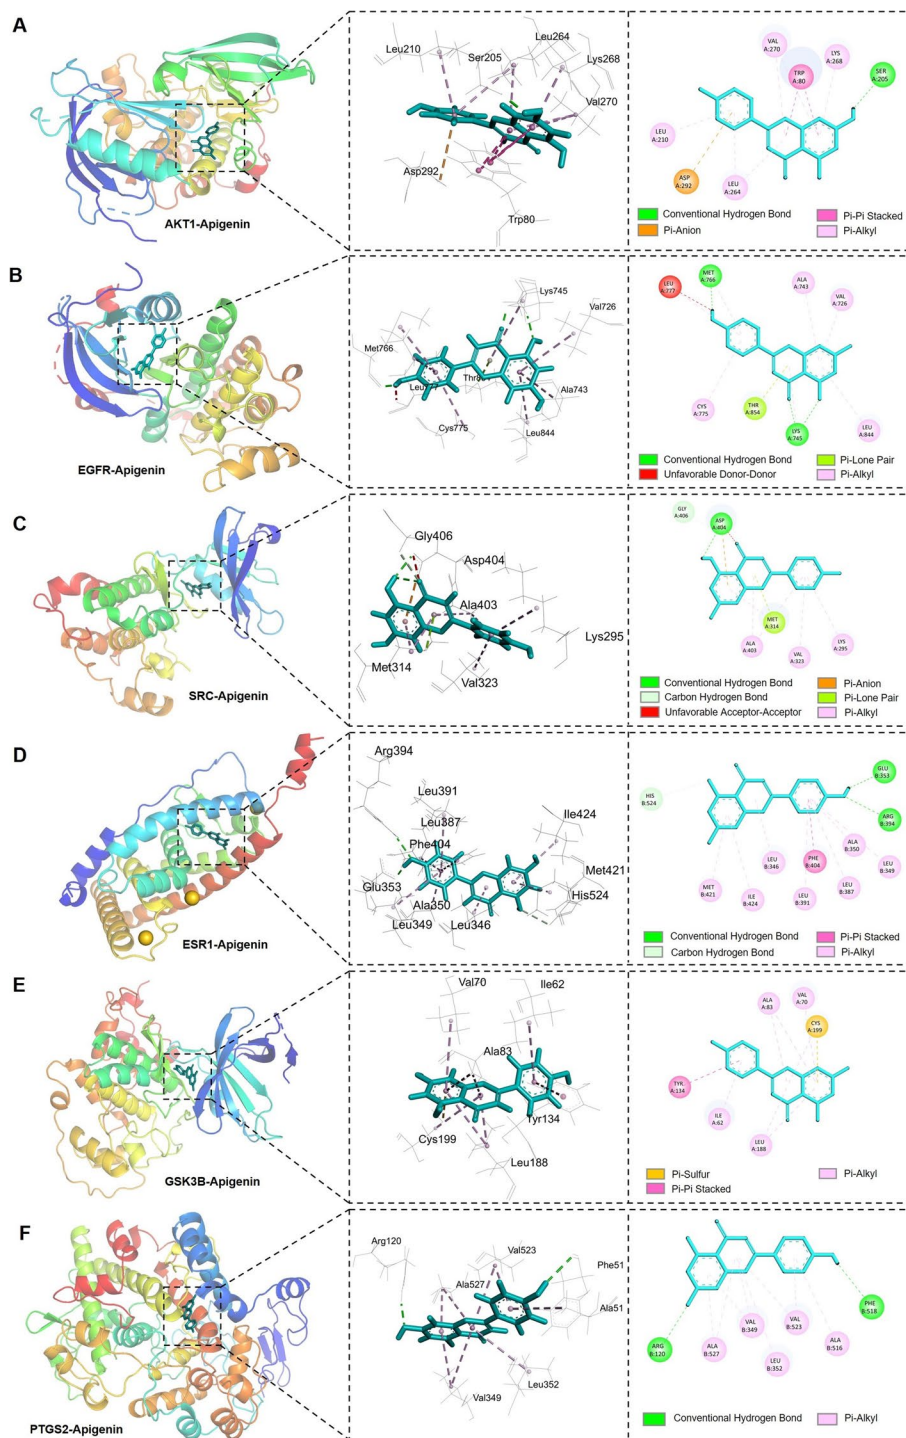 A
Leu210
Leu264
Ser205
Lys268
Val270
Asp292
Trp80
AKT1-Apigenin
VAL
A:270
LYS
A:268
TRP
A:80
SER
A:205
LEU
A:210
ASP
A:292
LEU
A:264
Conventional Hydrogen Bond
Pi-Anion
Pi-Pi Stacked
Pi-Alkyl
B
Lys745
Val726
Met766
Ala743
Cys775
Leu844
EGFR-Apigenin
LEU
A:777
MET
A:766
ALA
A:743
VAL
A:726
CYS
A:775
THR
A:854
LYS
A:745
LEU
A:844
Conventional Hydrogen Bond
Unfavorable Donor-Donor
Pi-Lone Pair
Pi-Alkyl
C
Gly406
Asp404
Ala403
Lys295
Met314
Val323
SRC-Apigenin
GLY
A:406
ASP
A:404
MET
A:314
ALA
A:403
VAL
A:323
LYS
A:295
Conventional Hydrogen Bond
Carbon Hydrogen Bond
Unfavorable Acceptor-Acceptor
Pi-Anion
Pi-Lone Pair
Pi-Alkyl
D
Arg394
Leu391
Leu387
Ile424
Phe404
Met421
Glu353
His524
Ala350
Leu349
Leu346
ESR1-Apigenin
GLU
B:353
HIS
B:524
ARG
B:394
ALA
B:350
LEU
B:346
PHE
B:404
LEU
B:349
MET
B:421
ILE
B:424
LEU
B:391
LEU
B:387
Conventional Hydrogen Bond
Carbon Hydrogen Bond
Pi-Pi Stacked
Pi-Alkyl
E
Val70
Ile62
Ala83
Tyr134
Cys199
Leu188
GSK3B-Apigenin
ALA
A:83
VAL
A:70
CYS
A:199
TYR
A:134
ILE
A:62
LEU
A:188
Pi-Sulfur
Pi-Pi Stacked
Pi-Alkyl
F
Arg120
Val523
Phe51
Ala527
Ala51
Leu352
Val349
PTGS2-Apigenin
PHE
B:518
ARG
B:120
ALA
B:527
VAL
B:349
LEU
B:352
VAL
B:523
ALA
B:516
Conventional Hydrogen Bond
Pi-Alkyl